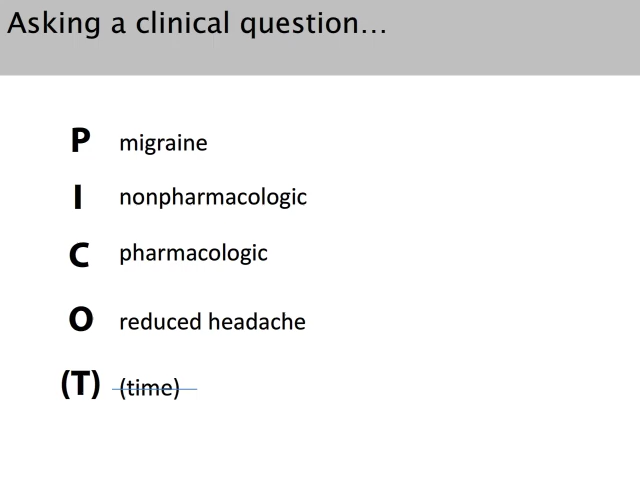 Asking a clinical question...
P migraine
I nonpharmacologic
C pharmacologic
O reduced headache
(T) (time)